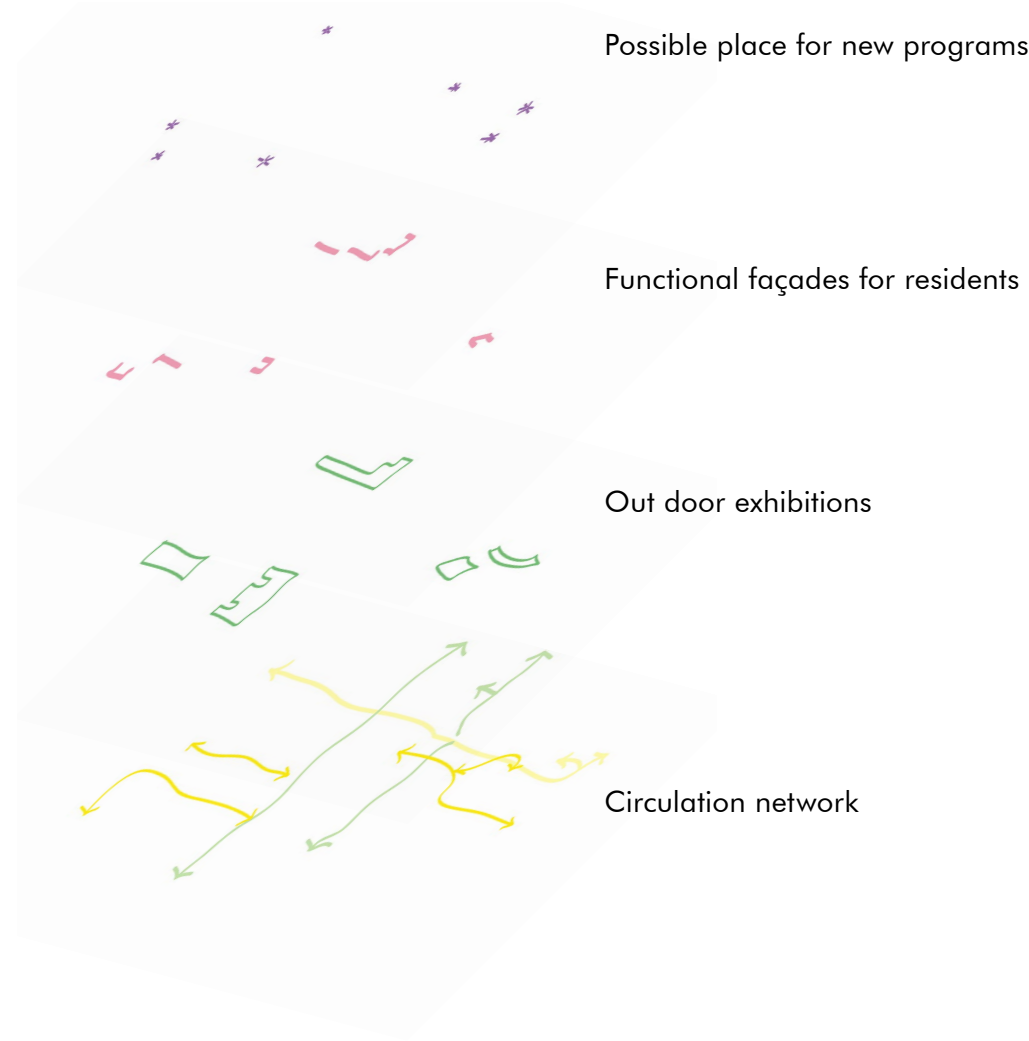 Possible place for new programs
Functional façades for residents
Out door exhibitions
Circulation network